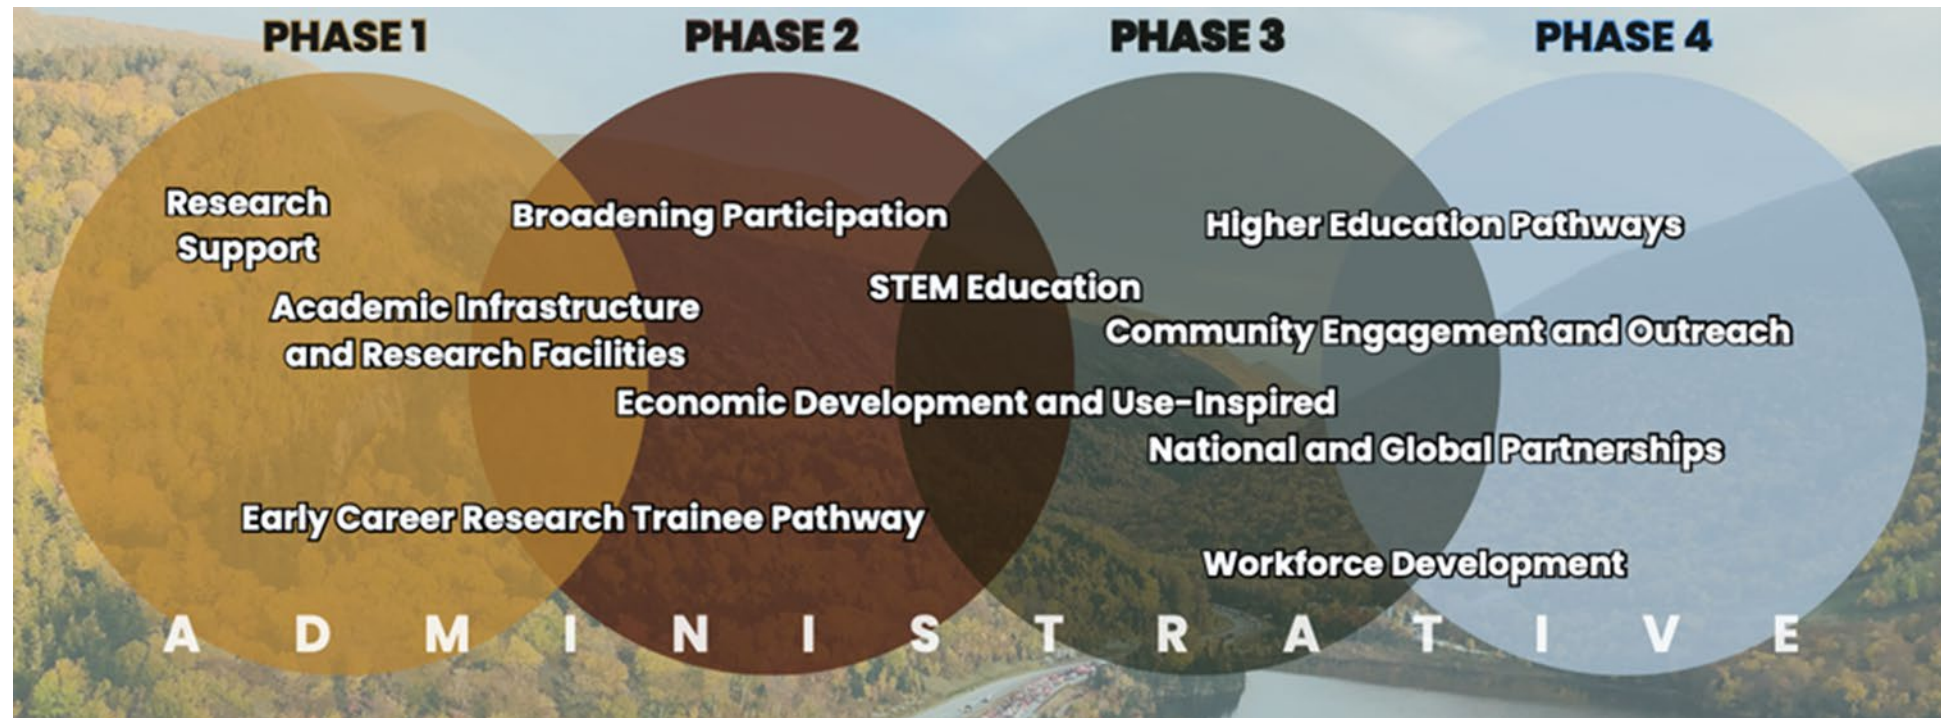 PHASE 1
PHASE 2
PHASE 3
PHASE 4
Research
Support
Broadening Participation
Higher Education Pathways
STEM Education
Academic Infrastructure
and Research Facilities
Community Engagement and Outreach
Economic Development and Use-Inspired
National and Global Partnerships
Early Career Research Trainee Pathway
Workforce Development
ADMINISTRATIVE